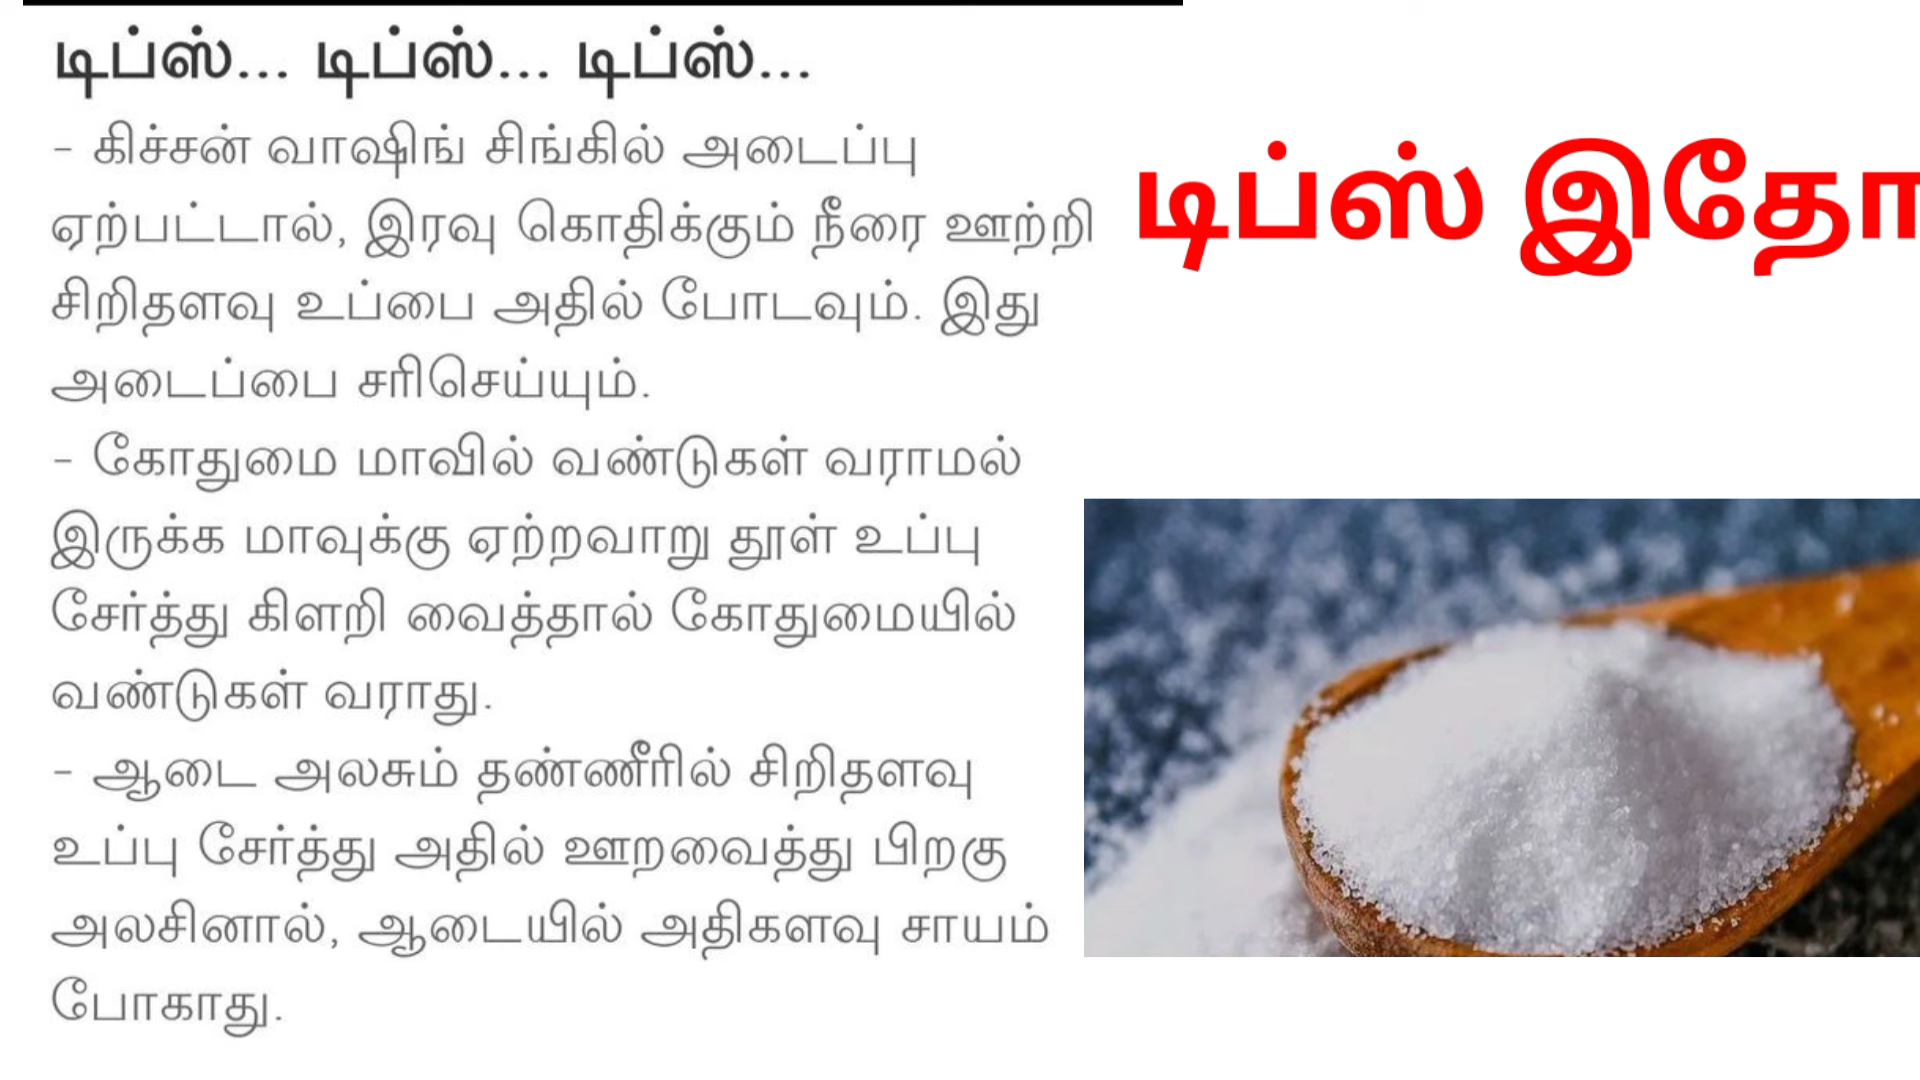 டிப்ஸ்... டிப்ஸ்... டிப்ஸ்...
- கிச்சன் வாஷிங் சிங்கில் அடைப்பு
ஏற்பட்டால், இரவு கொதிக்கும் நீரை ஊற்றி
சிறிதளவு உப்பை அதில் போடவும். இது
அடைப்பை சரிசெய்யும்.
- கோதுமை மாவில் வண்டுகள் வராமல்
இருக்க மாவுக்கு ஏற்றவாறு தூள் உப்பு
சேர்த்து கிளறி வைத்தால் கோதுமையில்
வண்டுகள் வராது.
- ஆடை அலசும் தண்ணீரில் சிறிதளவு
உப்பு சேர்த்து அதில் ஊறவைத்து பிறகு
அலசினால், ஆடையில் அதிகளவு சாயம்
போகாது.
டிப்ஸ் இதோ